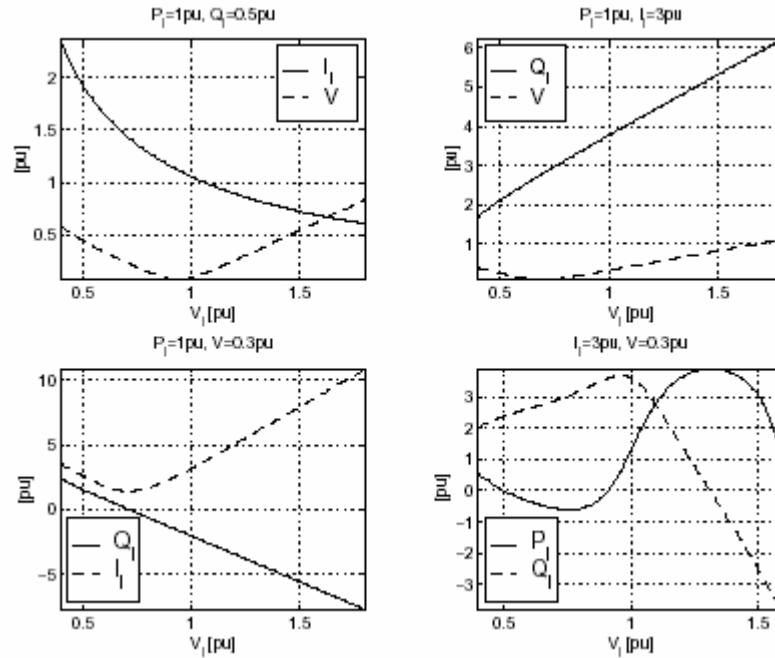 P_l=1pu, Q_l=0.5pu
[pu]
2
1.5
1
0.5
I_l
V
0.5 1 1.5
V_l [pu]
P_l=1pu, I_l=3pu
[pu]
6
5
4
3
2
1
Q_l
V
0.5 1 1.5
V_l [pu]
P_l=1pu, V=0.3pu
[pu]
10
5
0
−5
Q_l
I_l
0.5 1 1.5
V_l [pu]
I_l=3pu, V=0.3pu
[pu]
3
2
1
0
−1
−2
−3
P_l
Q_l
0.5 1 1.5
V_l [pu]